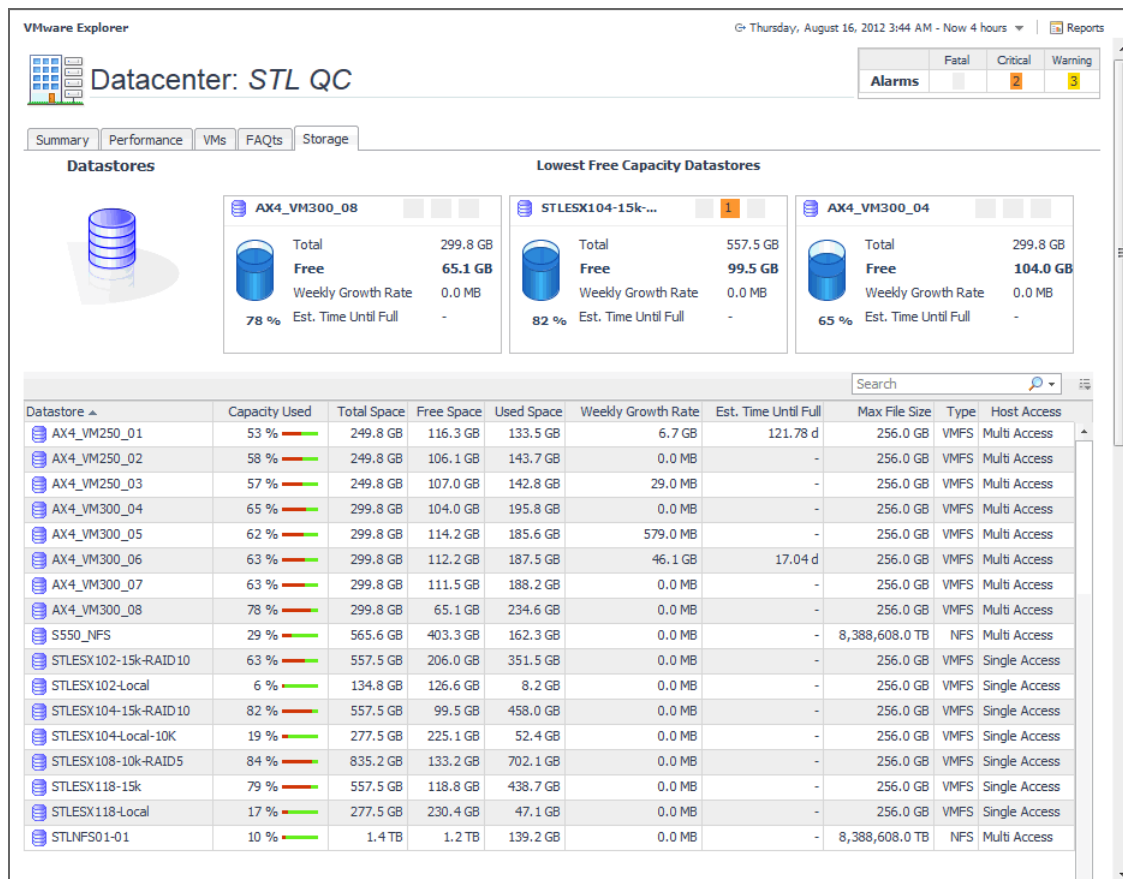 VMware Explorer
Thursday, August 16, 2012 3:44 AM - Now 4 hours Reports
Fatal Critical Warning
Datacenter: STL QC
Alarms 2 3
Summary Performance VMs FAQts Storage
Datastores Lowest Free Capacity Datastores
AX4_VM300_08 STLESX104-15k-... 1 AX4_VM300_04
Total 299.8 GB Total 557.5 GB Total 299.8 GB
Free 65.1 GB Free 99.5 GB Free 104.0 GB
Weekly Growth Rate 0.0 MB Weekly Growth Rate 0.0 MB Weekly Growth Rate 0.0 MB
78 % Est. Time Until Full - 82 % Est. Time Until Full - 65 % Est. Time Until Full -
Search
Datastore Capacity Used Total Space Free Space Used Space Weekly Growth Rate Est. Time Until Full Max File Size Type Host Access
AX4_VM250_01 53 % 249.8 GB 116.3 GB 133.5 GB 6.7 GB 121.78 d 256.0 GB VMFS Multi Access
AX4_VM250_02 58 % 249.8 GB 106.1 GB 143.7 GB 0.0 MB - 256.0 GB VMFS Multi Access
AX4_VM250_03 57 % 249.8 GB 107.0 GB 142.8 GB 29.0 MB - 256.0 GB VMFS Multi Access
AX4_VM300_04 65 % 299.8 GB 104.0 GB 195.8 GB 0.0 MB - 256.0 GB VMFS Multi Access
AX4_VM300_05 62 % 299.8 GB 114.2 GB 185.6 GB 579.0 MB - 256.0 GB VMFS Multi Access
AX4_VM300_06 63 % 299.8 GB 112.2 GB 187.5 GB 46.1 GB 17.04 d 256.0 GB VMFS Multi Access
AX4_VM300_07 63 % 299.8 GB 111.5 GB 188.2 GB 0.0 MB - 256.0 GB VMFS Multi Access
AX4_VM300_08 78 % 299.8 GB 65.1 GB 234.6 GB 0.0 MB - 256.0 GB VMFS Multi Access
S550_NFS 29 % 565.6 GB 403.3 GB 162.3 GB 0.0 MB - 8,388,608.0 TB NFS Multi Access
STLESX102-15k-RAID10 63 % 557.5 GB 206.0 GB 351.5 GB 0.0 MB - 256.0 GB VMFS Single Access
STLESX102-Local 6 % 134.8 GB 126.6 GB 8.2 GB 0.0 MB - 256.0 GB VMFS Single Access
STLESX104-15k-RAID10 82 % 557.5 GB 99.5 GB 458.0 GB 0.0 MB - 256.0 GB VMFS Single Access
STLESX104-Local-10K 19 % 277.5 GB 225.1 GB 52.4 GB 0.0 MB - 256.0 GB VMFS Single Access
STLESX108-10k-RAID5 84 % 835.2 GB 133.2 GB 702.1 GB 0.0 MB - 256.0 GB VMFS Single Access
STLESX118-15k 79 % 557.5 GB 118.8 GB 438.7 GB 0.0 MB - 256.0 GB VMFS Single Access
STLESX118-Local 17 % 277.5 GB 230.4 GB 47.1 GB 0.0 MB - 256.0 GB VMFS Single Access
STLNFS01-01 10 % 1.4 TB 1.2 TB 139.2 GB 0.0 MB - 8,388,608.0 TB NFS Multi Access